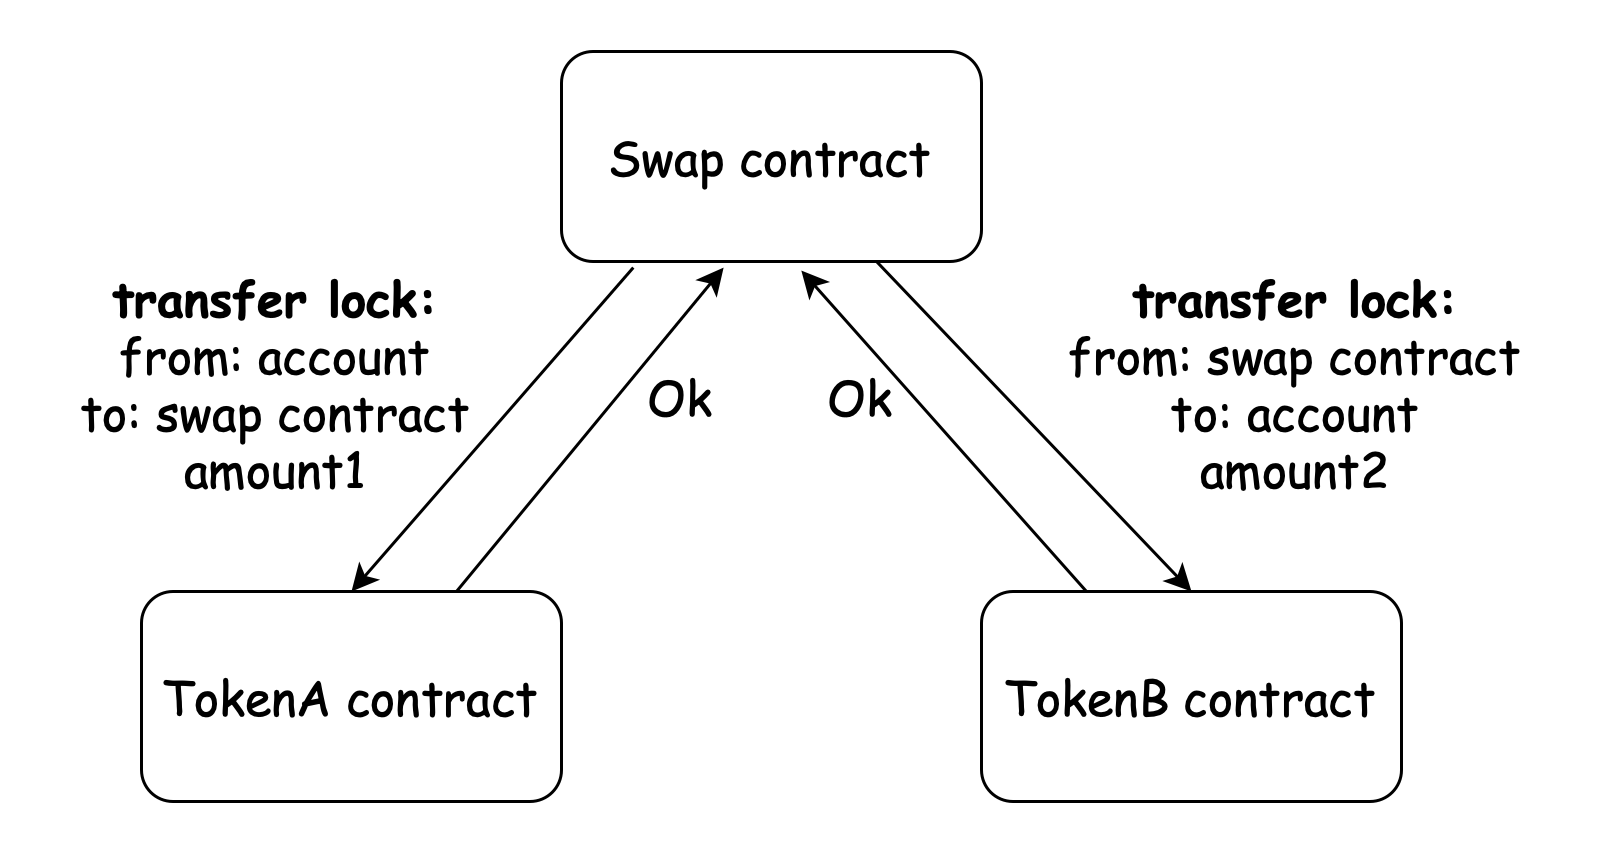 Swap contract
transfer lock:
from: account
to: swap contract
amount1
Ok
Ok
transfer lock:
from: swap contract
to: account
amount2
TokenA contract
TokenB contract